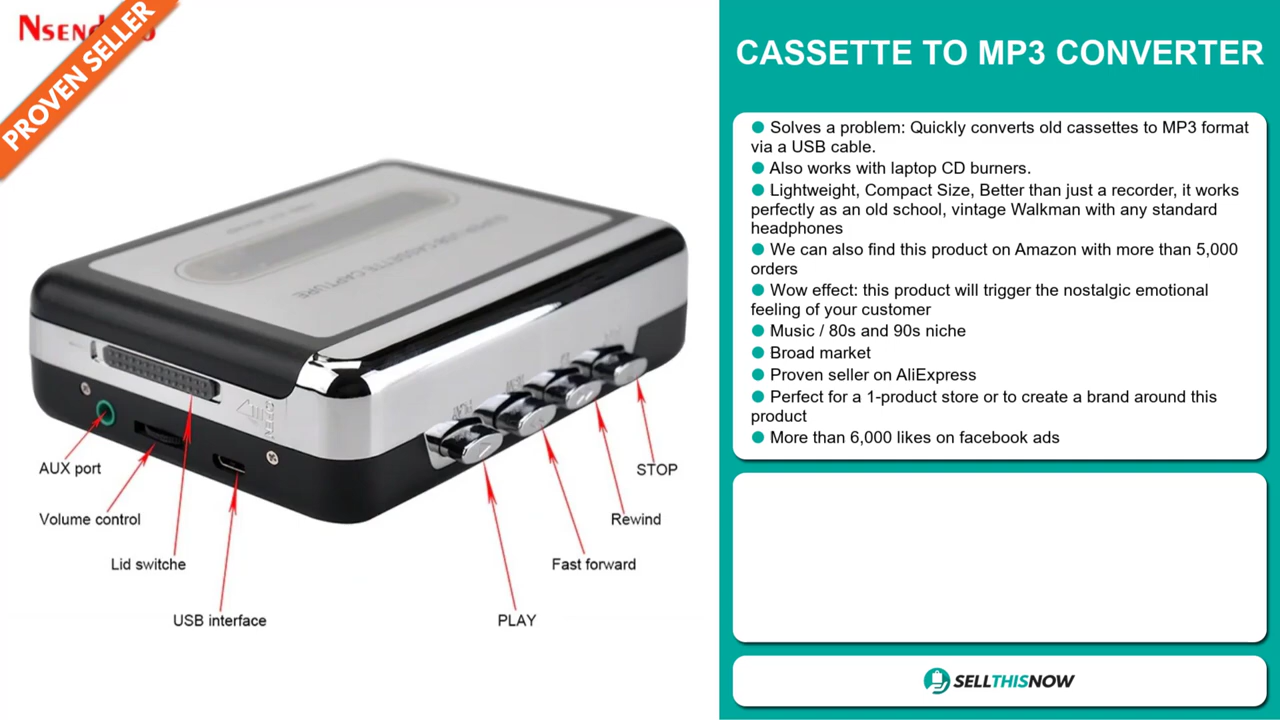 NSEN
PROVEN SELLER
CASSETTE TO MP3 CONVERTER
● Solves a problem: Quickly converts old cassettes to MP3 format
via a USB cable.
● Also works with laptop CD burners.
● Lightweight, Compact Size, Better than just a recorder, it works
perfectly as an old school, vintage Walkman with any standard
headphones
● We can also find this product on Amazon with more than 5,000
orders
● Wow effect: this product will trigger the nostalgic emotional
feeling of your customer
● Music / 80s and 90s niche
● Broad market
● Proven seller on AliExpress
● Perfect for a 1-product store or to create a brand around this
product
● More than 6,000 likes on facebook ads
CASSETTE CAPTURE
OPEN
AUX port
Volume control
Lid switche
USB interface
STOP
Rewind
Fast forward
PLAY
SELLTHISNOW